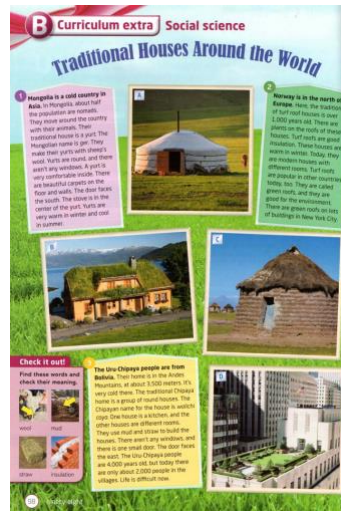 B Curriculum extra Social science
Traditional Houses Around the World
1
Mongolia is a cold country in
Asia. In Mongolia, about half
the population are nomads.
They move around the country
with their animals. Their
traditional house is a yurt. The
Mongolian name is ger. They
make their yurts with sheep's
wool. Yurts are round, and there
aren't any windows. A yurt is
very comfortable inside. There
are beautiful carpets on the
floor and walls. The door faces
the south. The stove is in the
center of the yurt. Yurts are
very warm in winter and cool
in summer.
A
2
Norway is in the north of
Europe. Here, the tradition
of turf roof houses is over
1,000 years old. There are
plants on the roofs of these
houses. Turf roofs are good
insulation. These houses are
warm in winter. Today, they
are modern houses with
different rooms. Turf roofs
are popular in other countries
today, too. They are called
green roofs, and they are
good for the environment.
There are green roofs on lots
of buildings in New York City.
B
C
Check it out!
Find these words and
check their meaning.
wool
mud
straw
insulation
3
The Uru-Chipaya people are from
Bolivia. Their home is in the Andes
Mountains, at about 3,500 meters. It's
very cold there. The traditional Chipaya
home is a group of round houses. The
Chipayan name for the house is
One house is a kitchen, and the
other houses are different rooms.
They use mud and straw to build the
houses. There aren't any windows, and
there is one small door. The door faces
the east. The Uru-Chipaya people
are 4,000 years old, but today there
are only about 2,000 people in the
villages. Life is difficult now.
58